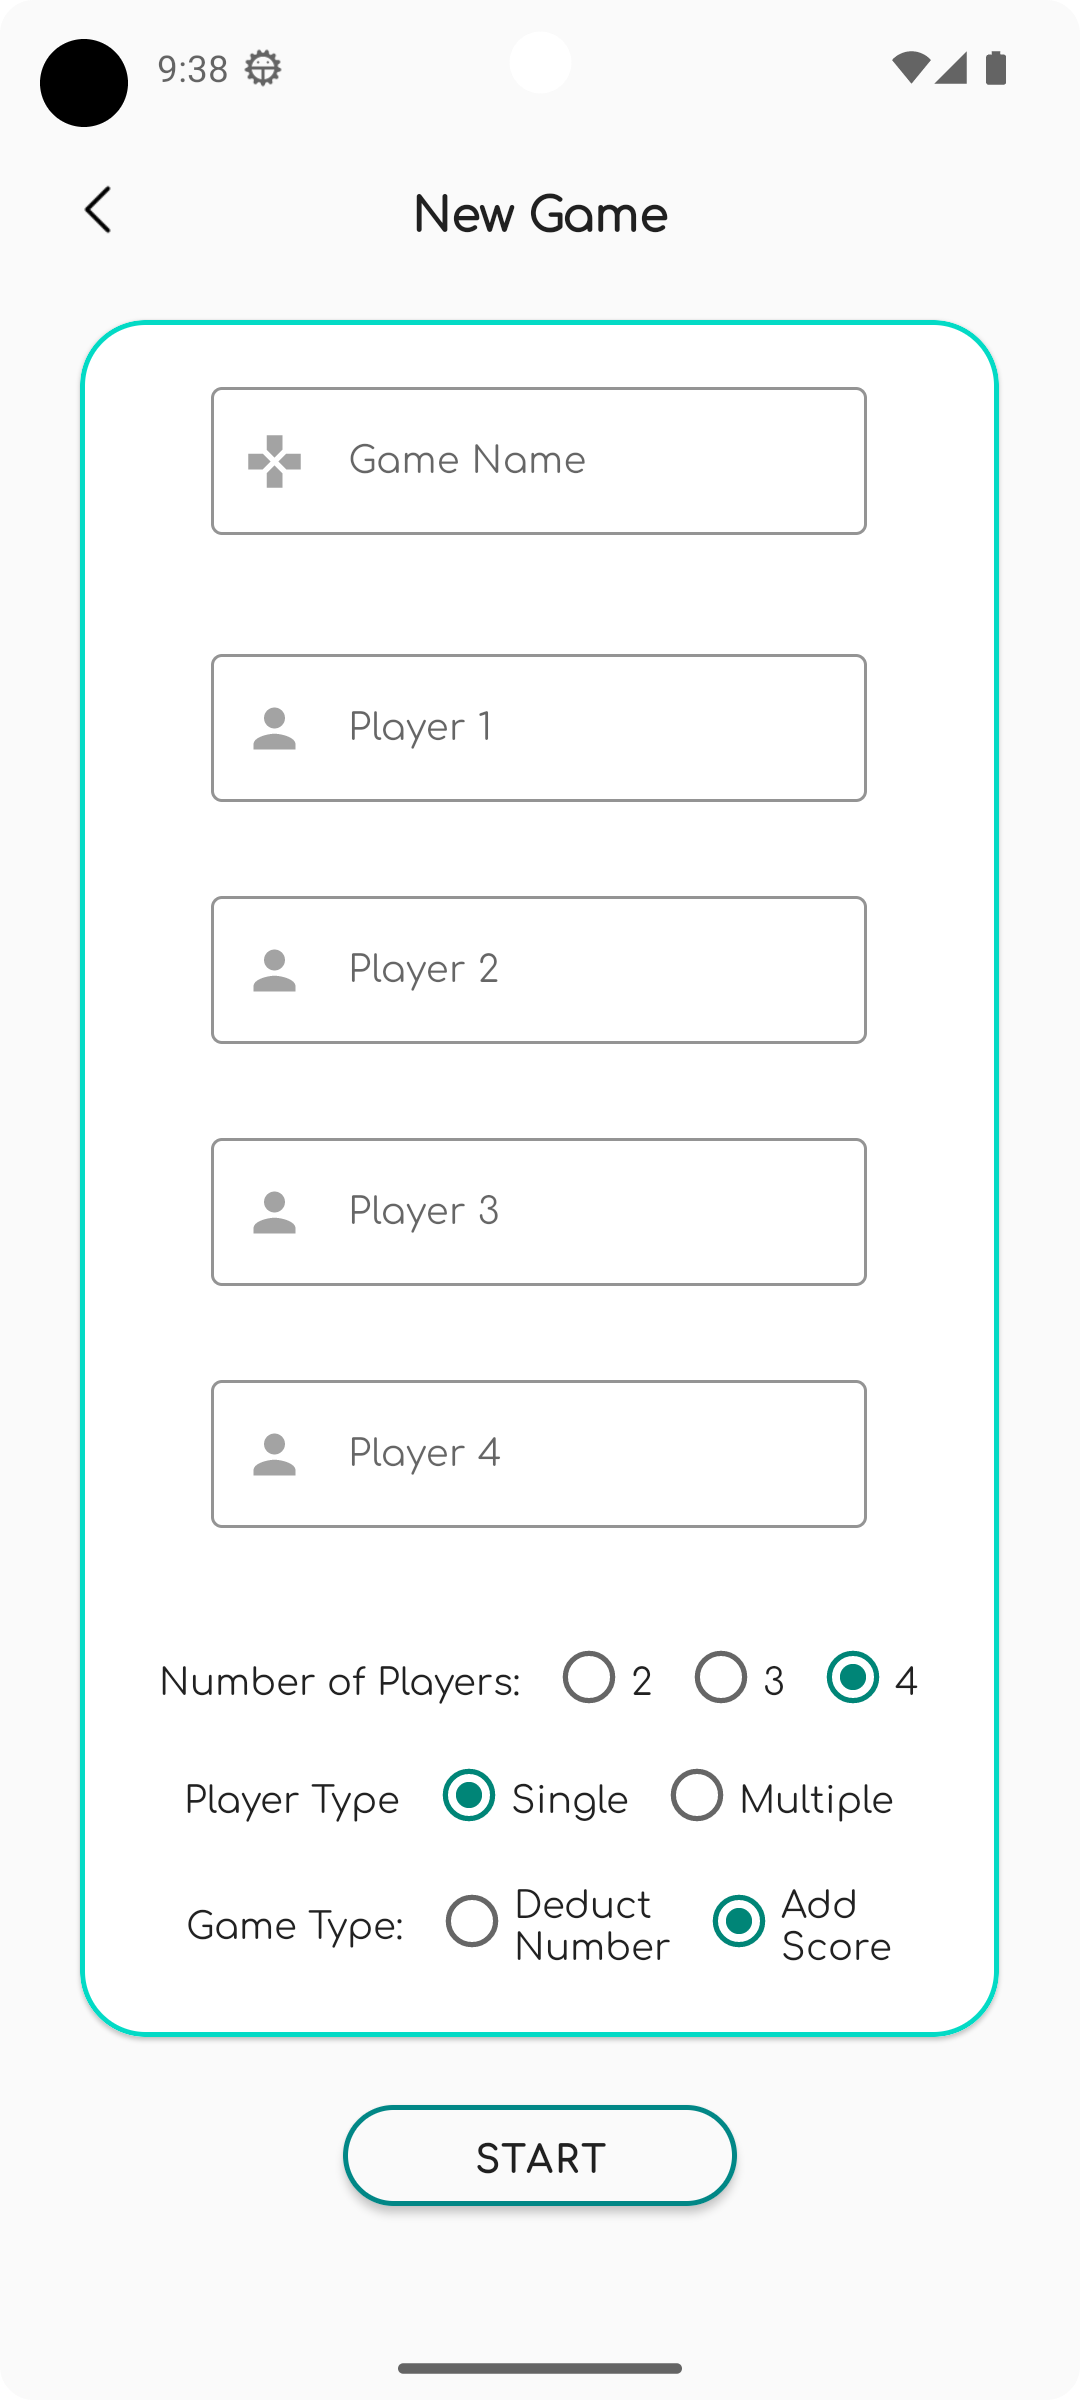 9:38
New Game
Game Name
Player 1
Player 2
Player 3
Player 4
Number of Players: 2 3 4
Player Type Single Multiple
Game Type: Deduct Number Add Score
START